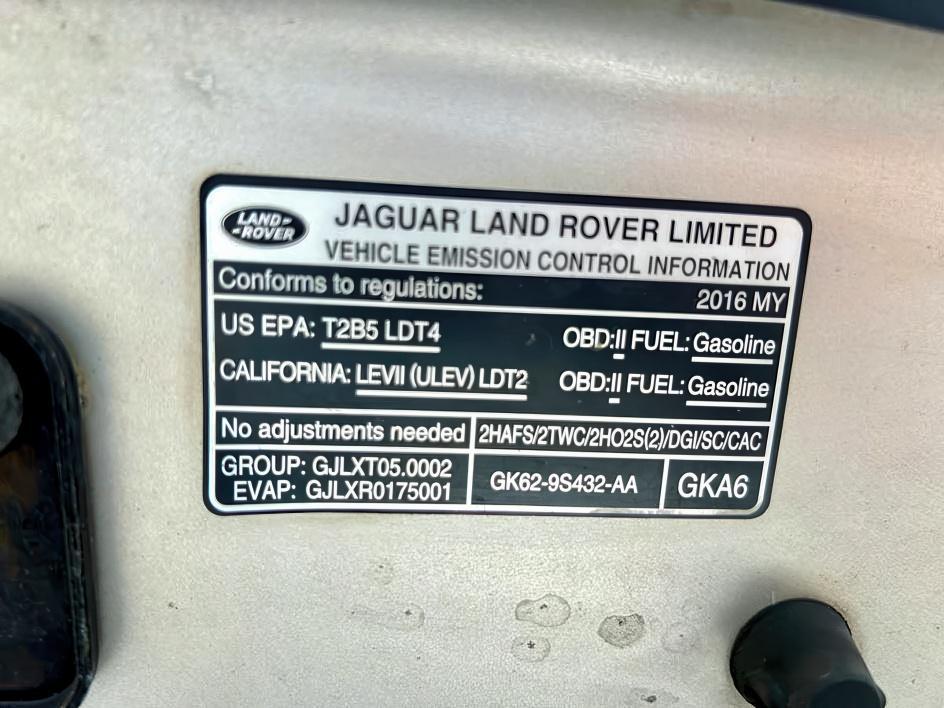 LAND-
-ROVER
JAGUAR LAND ROVER LIMITED
VEHICLE EMISSION CONTROL INFORMATION
Conforms to regulations: 2016 MY
US EPA: T2B5 LDT4 OBD:II FUEL: Gasoline
CALIFORNIA: LEVII (ULEV) LDT2 OBD:II FUEL: Gasoline
No adjustments needed 2HAFS/2TWC/2HO2S(2)/DGI/SC/CAC
GROUP: GJLXT05.0002
EVAP: GJLXR0175001
GK62-9S432-AA GKA6